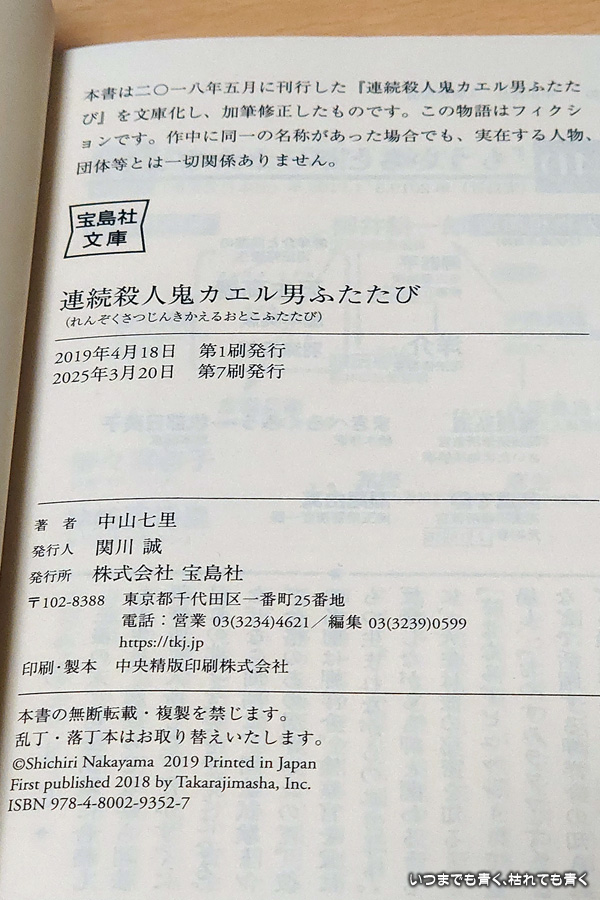 本書は二〇一八年五月に刊行した『連続殺人鬼カエル男ふたた
び』を文庫化し、加筆修正したものです。この物語はフィクシ
ョンです。作中に同一の名称があった場合でも、実在する人物、
団体等とは一切関係ありません。
宝島社
文庫
連続殺人鬼カエル男ふたたび
(れんぞくさつじんきかえるおとこふたたび)
2019年4月18日 第1刷発行
2025年3月20日 第7刷発行
著 者 中山七里
発行人 関川 誠
発行所 株式会社 宝島社
〒102-8388 東京都千代田区一番町25番地
電話:営業 03(3234)4621/編集 03(3239)0599
https://tkj.jp
印刷・製本 中央精版印刷株式会社
本書の無断転載・複製を禁じます。
乱丁・落丁本はお取り替えいたします。
©Shichiri Nakayama 2019 Printed in Japan
First published 2018 by Takarajimasha, Inc.
ISBN 978-4-8002-9352-7
いつまでも青く、枯れても青く